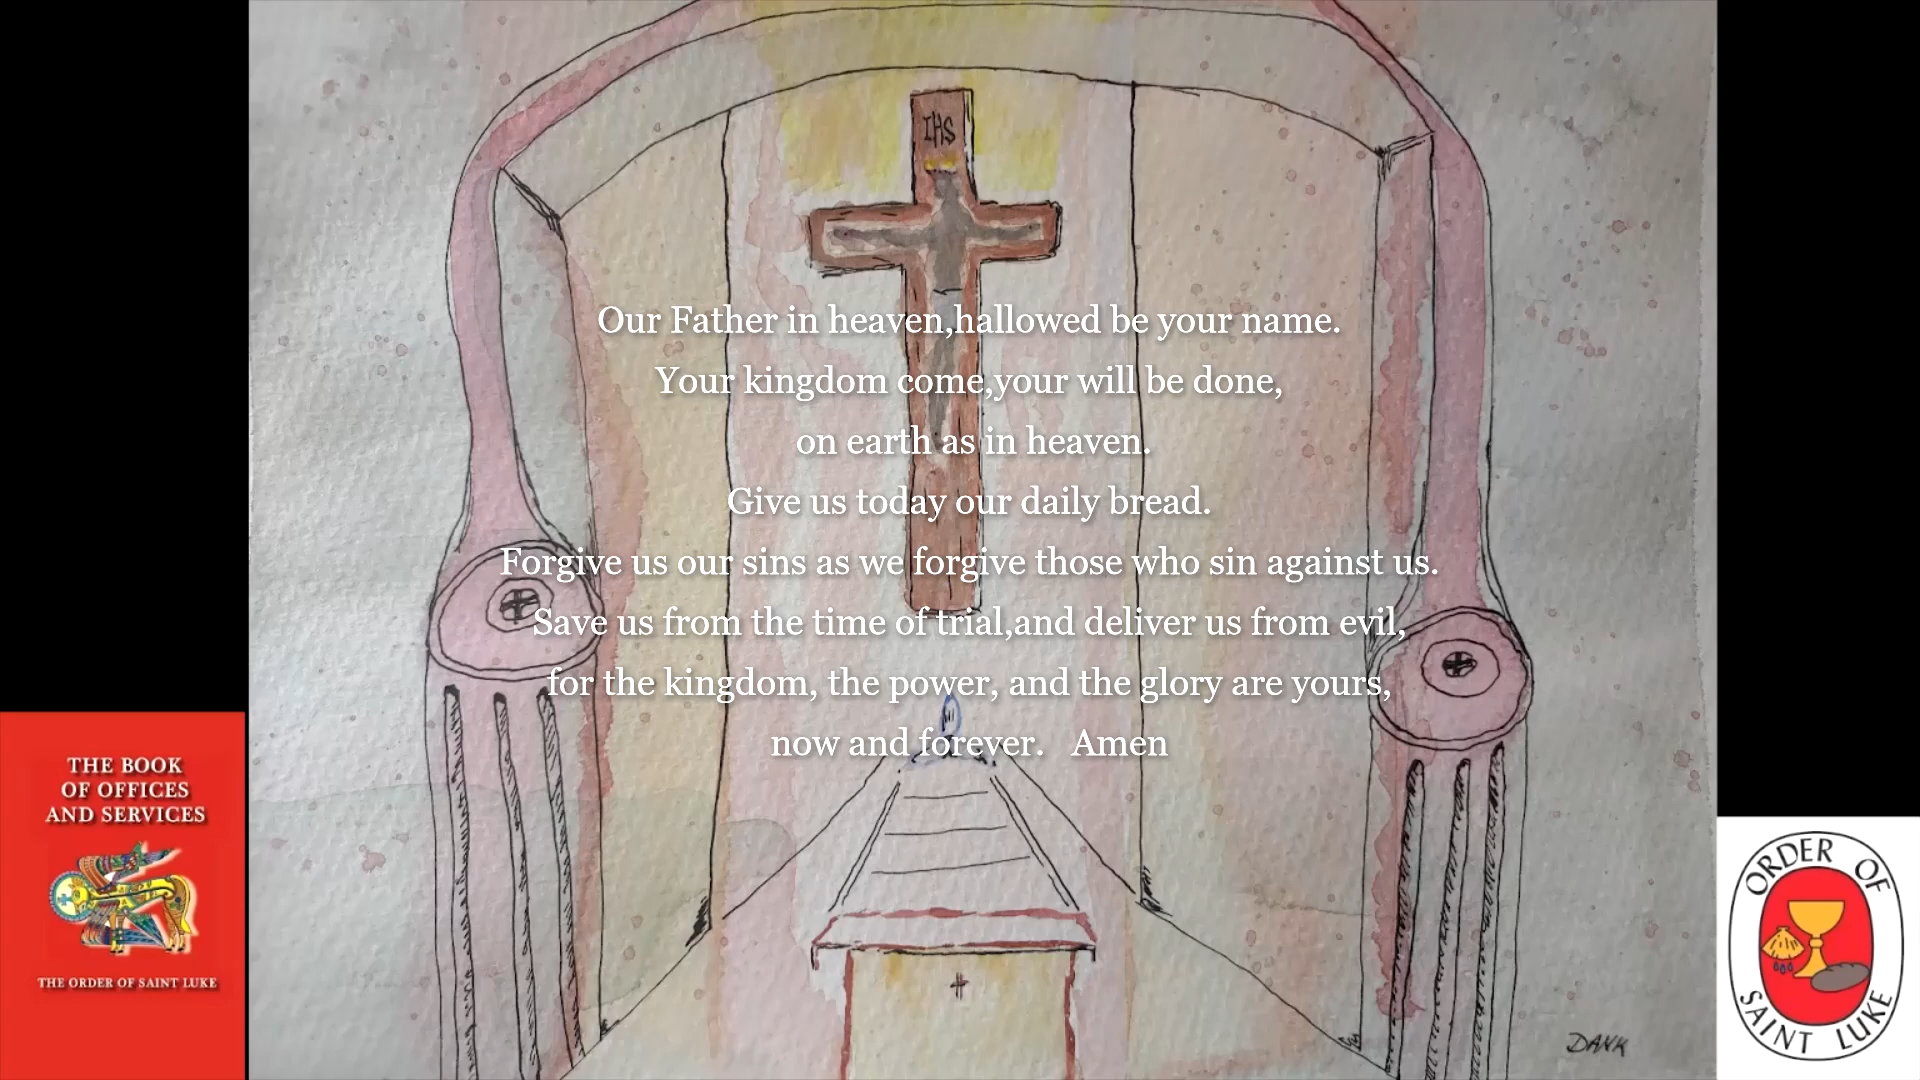 IHS
Our Father in heaven,hallowed be your name.
Your kingdom come,your will be done,
on earth as in heaven.
Give us today our daily bread.
Forgive us our sins as we forgive those who sin against us.
Save us from the time of trial,and deliver us from evil,
for the kingdom, the power, and the glory are yours,
now and forever.   Amen
THE BOOK
OF OFFICES
AND SERVICES
THE ORDER OF SAINT LUKE
ORDER OF
SAINT LUKE
DANK